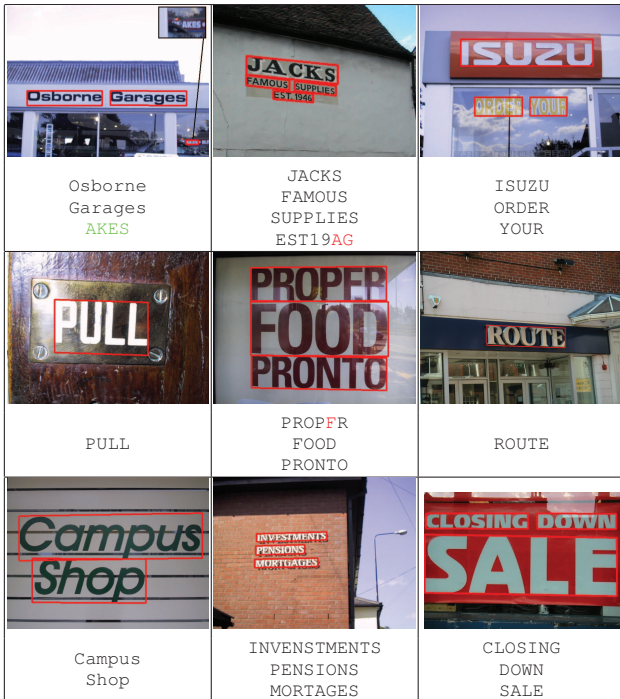 AKES
Osborne Garages
JACKS
FAMOUS SUPPLIES
EST. 1946
ISUZU
ORDER YOUR
Osborne
Garages
AKES
JACKS
FAMOUS
SUPPLIES
EST19AG
ISUZU
ORDER
YOUR
PULL
PROPER
FOOD
PRONTO
ROUTE
PULL
PROPFR
FOOD
PRONTO
ROUTE
Campus
Shop
INVESTMENTS
PENSIONS
MORTGAGES
CLOSING DOWN
SALE
Campus
Shop
INVENSTMENTS
PENSIONS
MORTAGES
CLOSING
DOWN
SALE